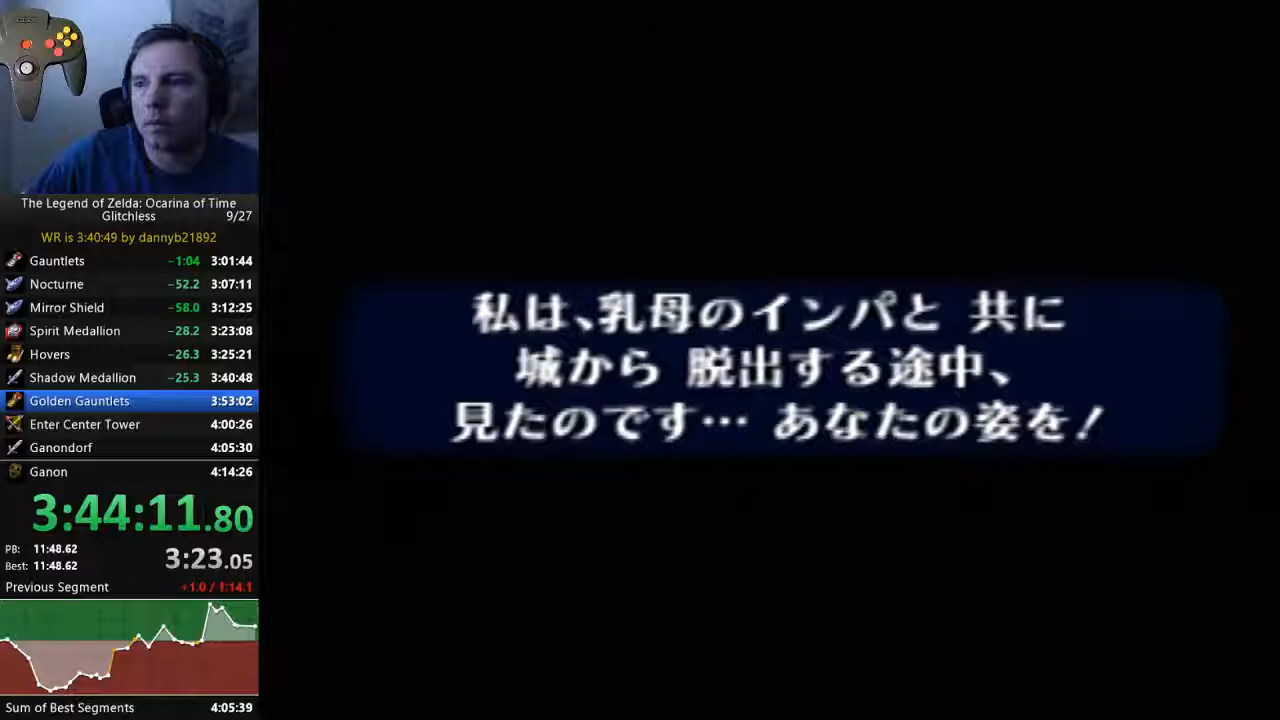 The Legend of Zelda: Ocarina of Time
Glitchless
9/27
WR is 3:40:49 by dannyb21892
Gauntlets -1:04 3:01:44
Nocturne -52.2 3:07:11
Mirror Shield -58.0 3:12:25
Spirit Medallion -28.2 3:23:08
Hovers -26.3 3:25:21
Shadow Medallion -25.3 3:40:48
Golden Gauntlets 3:53:02
Enter Center Tower 4:00:26
Ganondorf 4:05:30
Ganon 4:14:26
3:44:11.80
PB: 11:48.62
Best: 11:48.62
3:23.05
Previous Segment +1.0 / !:14.1
Sum of Best Segments 4:05:39
私は、乳母のインパと 共に
城から 脱出する途中、
見たのです… あなたの姿を!